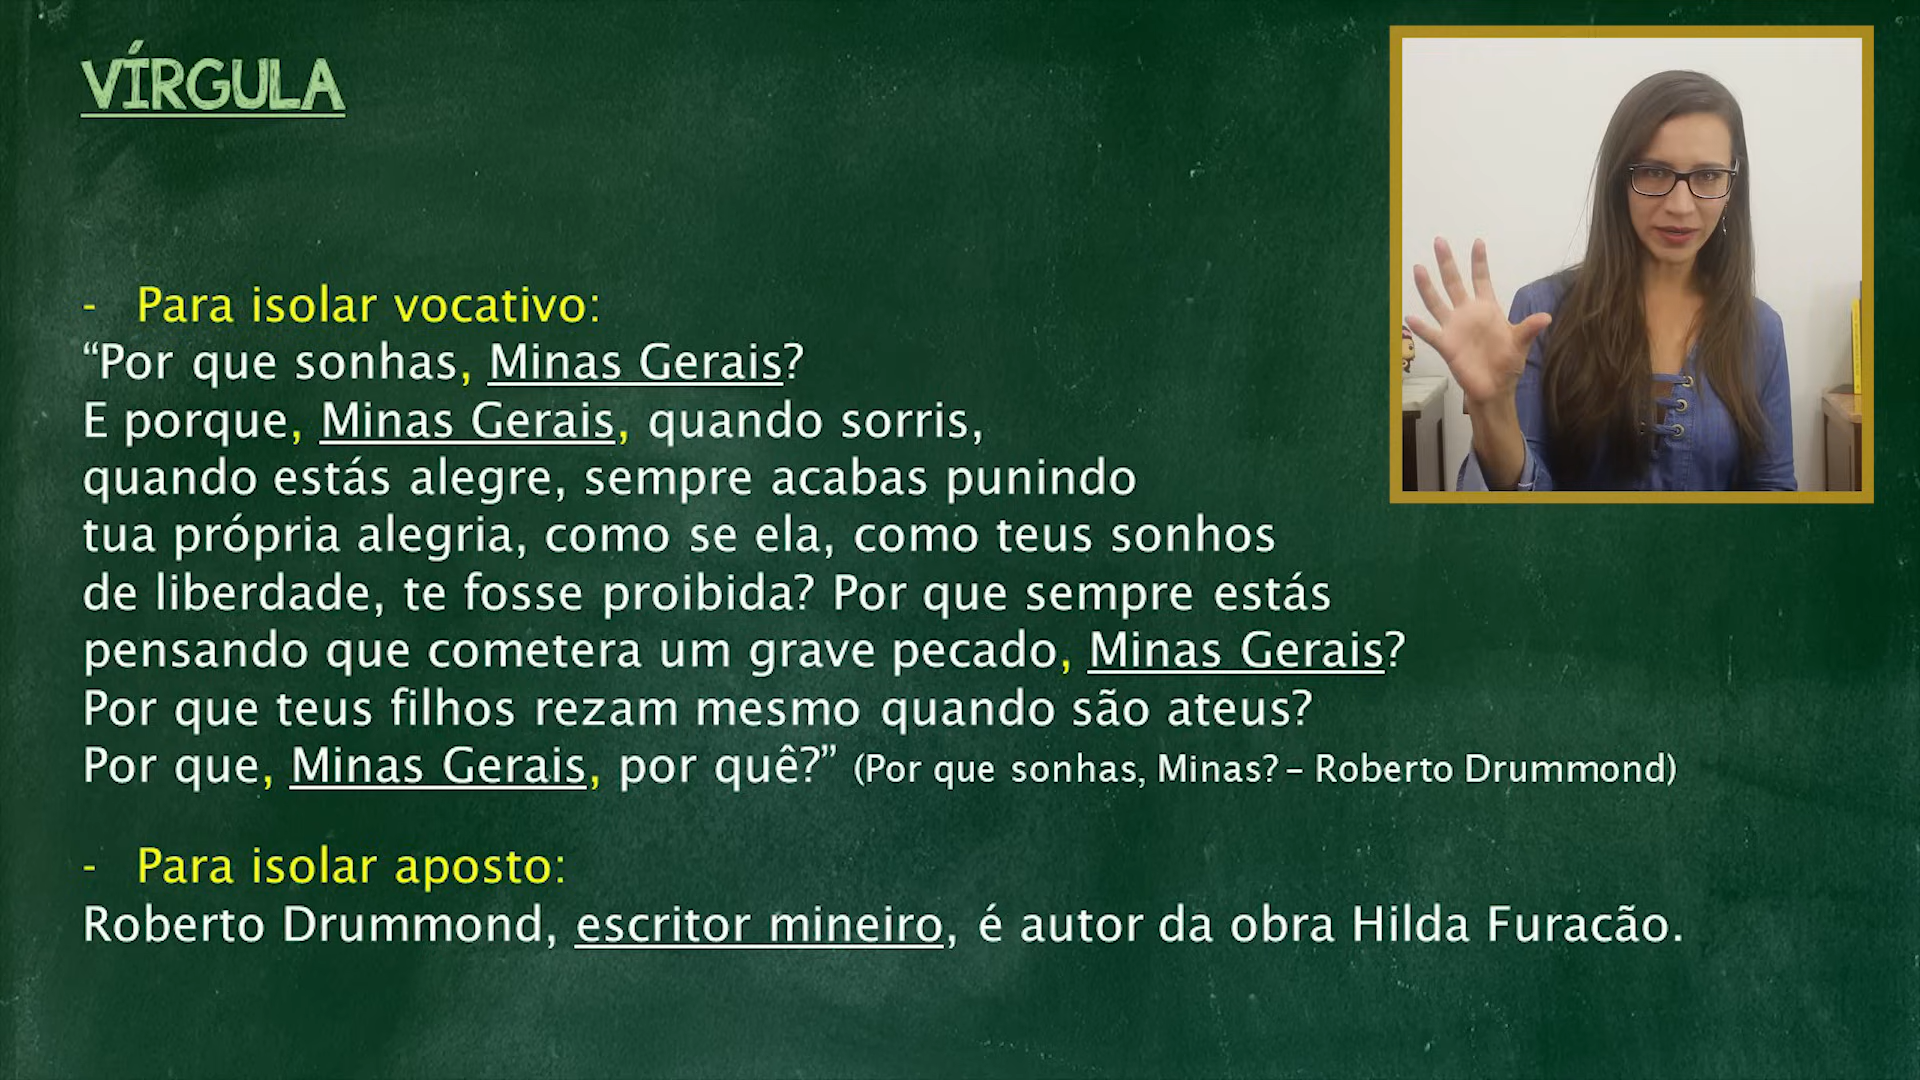 VÍRGULA
- Para isolar vocativo:
“Por que sonhas, Minas Gerais?
E porque, Minas Gerais, quando sorris,
quando estás alegre, sempre acabas punindo
tua própria alegria, como se ela, como teus sonhos
de liberdade, te fosse proibida? Por que sempre estás
pensando que cometera um grave pecado, Minas Gerais?
Por que teus filhos rezam mesmo quando são ateus?
Por que, Minas Gerais, por quê?” (Por que sonhas, Minas? – Roberto Drummond)
- Para isolar aposto:
Roberto Drummond, escritor mineiro, é autor da obra Hilda Furacão.